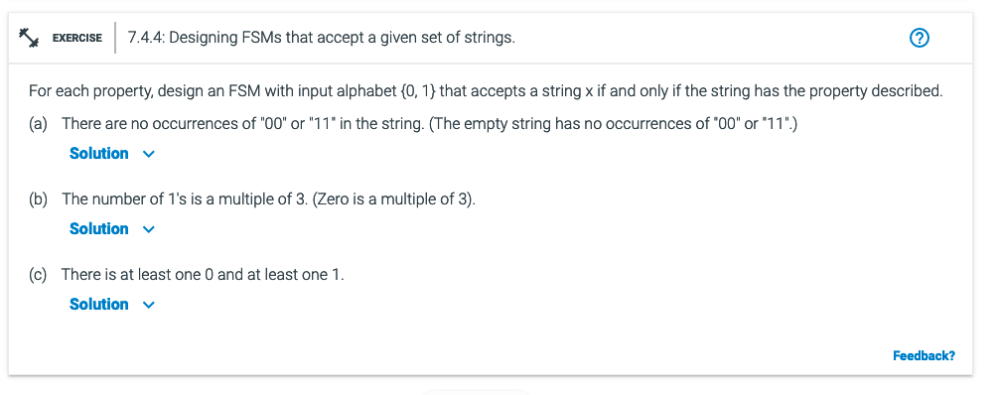 EXERCISE 7.4.4: Designing FSMs that accept a given set of strings.
?
For each property, design an FSM with input alphabet {0, 1} that accepts a string x if and only if the string has the property described.
(a) There are no occurrences of "00" or "11" in the string. (The empty string has no occurrences of "00" or "11".)
Solution
(b) The number of 1's is a multiple of 3. (Zero is a multiple of 3).
Solution
(c) There is at least one 0 and at least one 1.
Solution
Feedback?